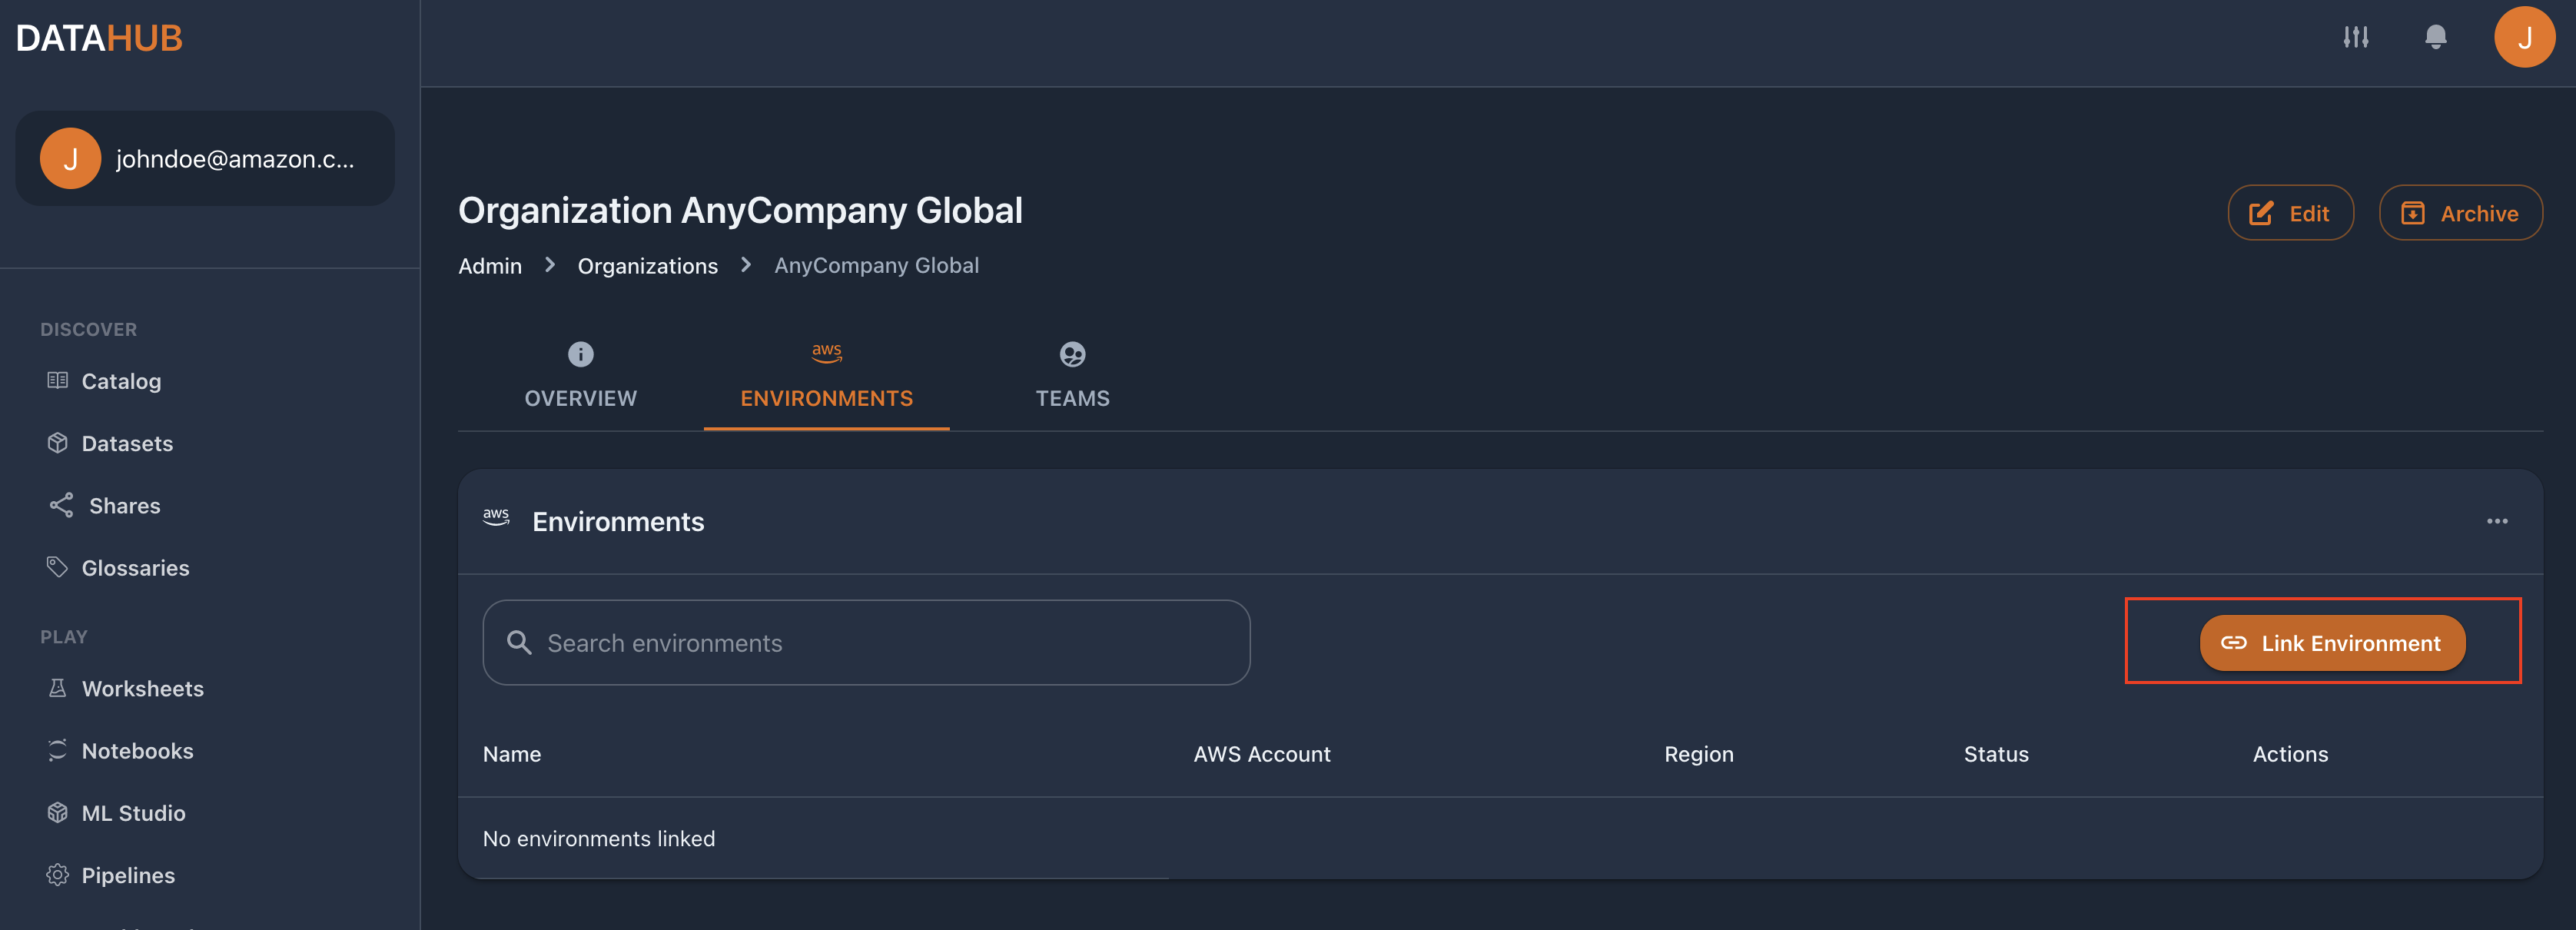 DATAHUB
J
J
johndoe@amazon.c...
Organization AnyCompany Global
Edit
Archive
Admin > Organizations > AnyCompany Global
DISCOVER
Catalog
Datasets
Shares
Glossaries
PLAY
Worksheets
Notebooks
ML Studio
Pipelines
OVERVIEW
aws
ENVIRONMENTS
TEAMS
aws
Environments
Search environments
Link Environment
Name
AWS Account
Region
Status
Actions
No environments linked